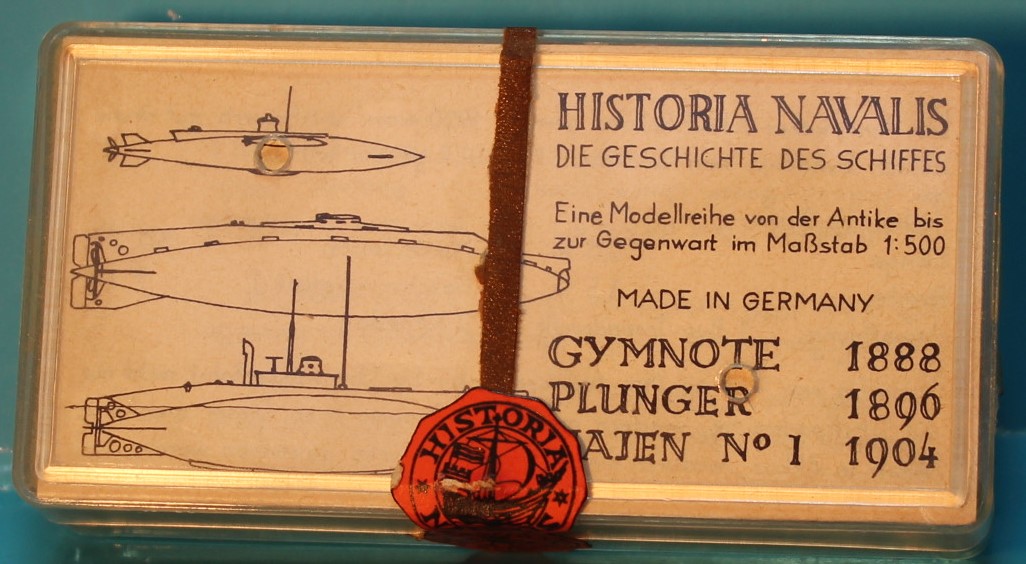 HISTORIA NAVALIS
DIE GESCHICHTE DES SCHIFFES
Eine Modellreihe von der Antike bis
zur Gegenwart im Maßstab 1:500
MADE IN GERMANY
GYMNOTE 1888
PLUNGER 1896
Nº 1 1904
HISTORIA